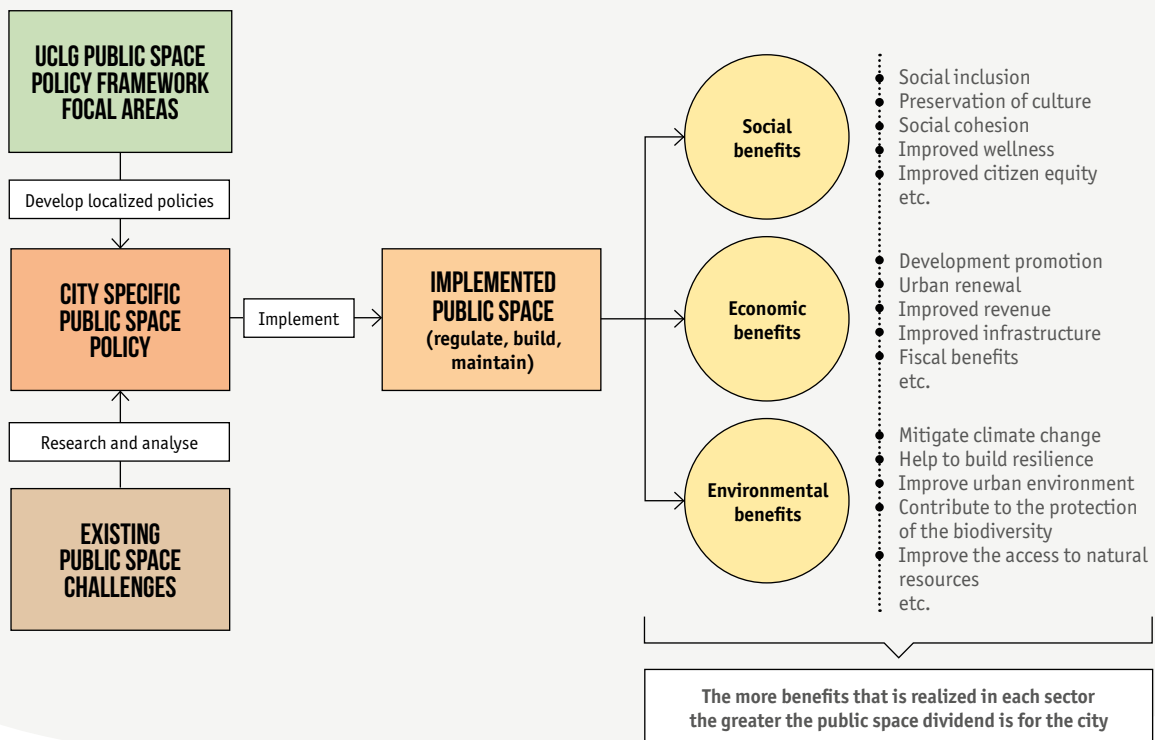 UCLG PUBLIC SPACE
POLICY FRAMEWORK
FOCAL AREAS
Develop localized policies
CITY SPECIFIC
PUBLIC SPACE
POLICY
Research and analyse
EXISTING
PUBLIC SPACE
CHALLENGES
Implement
IMPLEMENTED
PUBLIC SPACE
(regulate, build,
maintain)
Social
benefits
Social inclusion
Preservation of culture
Social cohesion
Improved wellness
Improved citizen equity
etc.
Economic
benefits
Development promotion
Urban renewal
Improved revenue
Improved infrastructure
Fiscal benefits
etc.
Environmental
benefits
Mitigate climate change
Help to build resilience
Improve urban environment
Contribute to the protection
of the biodiversity
Improve the access to natural
resources
etc.
The more benefits that is realized in each sector
the greater the public space dividend is for the city